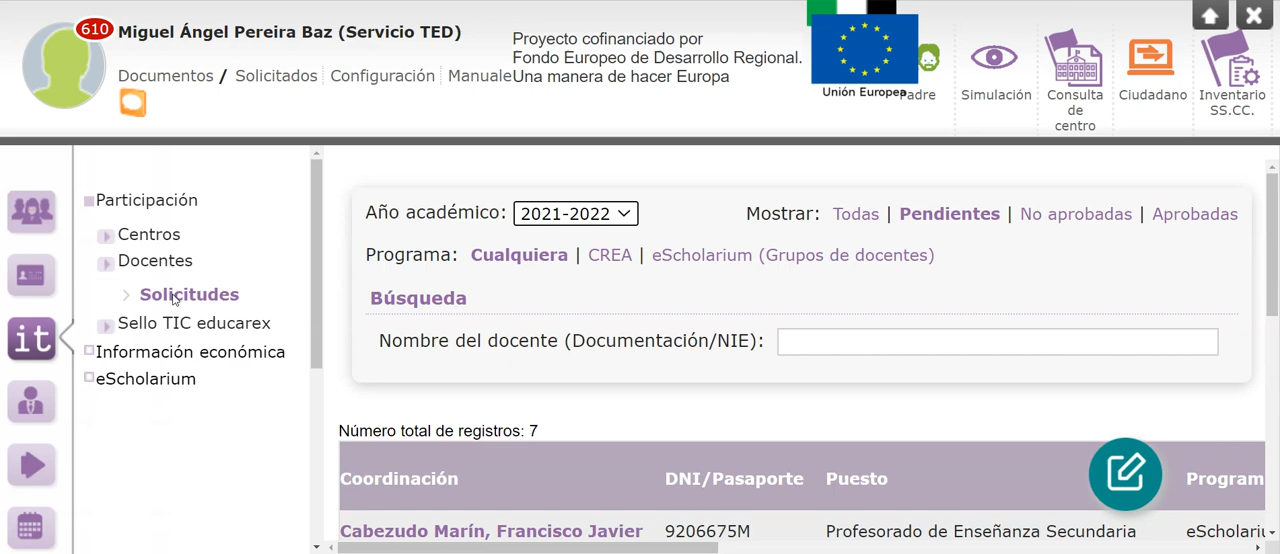 610
Miguel Ángel Pereira Baz (Servicio TED)
Documentos / Solicitados Configuración Manuale
Proyecto cofinanciado por
Fondo Europeo de Desarrollo Regional.
Una manera de hacer Europa
Unión Europea
Padre
Simulación
Consulta
de
centro
Ciudadano
Inventario
SS.CC.
it
Participación
Centros
Docentes
Solicitudes
Sello TIC educarex
Información económica
eScholarium
Año académico: 2021-2022
Mostrar: Todas | Pendientes | No aprobadas | Aprobadas
Programa: Cualquiera | CREA | eScholarium (Grupos de docentes)
Búsqueda
Nombre del docente (Documentación/NIE):
Número total de registros: 7
Coordinación DNI/Pasaporte Puesto Program
Cabezudo Marín, Francisco Javier 9206675M Profesorado de Enseñanza Secundaria eScholariu